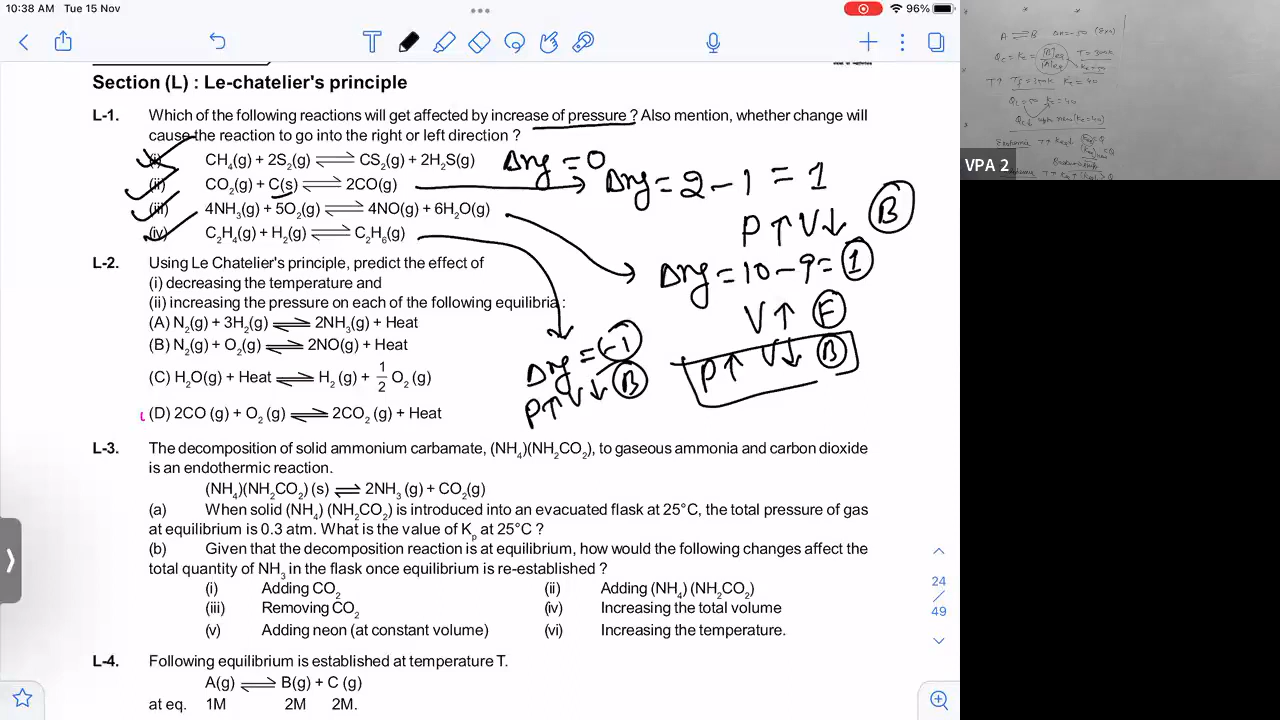 10:38 AM Tue 15 Nov
96%
Section (L) : Le-chatelier's principle
L-1. Which of the following reactions will get affected by increase of pressure ? Also mention, whether change will
cause the reaction to go into the right or left direction ?
(i) CH₄(g) + 2S₂(g) ⇌ CS₂(g) + 2H₂S(g)
Δng = 0
(ii) CO₂(g) + C(s) ⇌ 2CO(g)
Δng = 2 - 1 = 1
P↑ V↓ B
(iii) 4NH₃(g) + 5O₂(g) ⇌ 4NO(g) + 6H₂O(g)
Δng = 10 - 9 = 1
V↑ F
P↑ V↓ B
(iv) C₂H₄(g) + H₂(g) ⇌ C₂H₆(g)
Δng = -1
P↑ V↓ B
L-2. Using Le Chatelier's principle, predict the effect of
(i) decreasing the temperature and
(ii) increasing the pressure on each of the following equilibria :
(A) N₂(g) + 3H₂(g) ⇌ 2NH₃(g) + Heat
(B) N₂(g) + O₂(g) ⇌ 2NO(g) + Heat
(C) H₂O(g) + Heat ⇌ H₂(g) + 1/2 O₂(g)
(D) 2CO (g) + O₂(g) ⇌ 2CO₂ (g) + Heat
L-3. The decomposition of solid ammonium carbamate, (NH₄)(NH₂CO₂), to gaseous ammonia and carbon dioxide
is an endothermic reaction.
(NH₄)(NH₂CO₂) (s) ⇌ 2NH₃ (g) + CO₂(g)
(a) When solid (NH₄) (NH₂CO₂) is introduced into an evacuated flask at 25°C, the total pressure of gas
at equilibrium is 0.3 atm. What is the value of Kₚ at 25°C ?
(b) Given that the decomposition reaction is at equilibrium, how would the following changes affect the
total quantity of NH₃ in the flask once equilibrium is re-established ?
(i) Adding CO₂ (ii) Adding (NH₄) (NH₂CO₂)
(iii) Removing CO₂ (iv) Increasing the total volume
(v) Adding neon (at constant volume) (vi) Increasing the temperature.
L-4. Following equilibrium is established at temperature T.
A(g) ⇌ B(g) + C (g)
at eq. 1M 2M 2M.
24
49
VPA 2
A ⇌ B